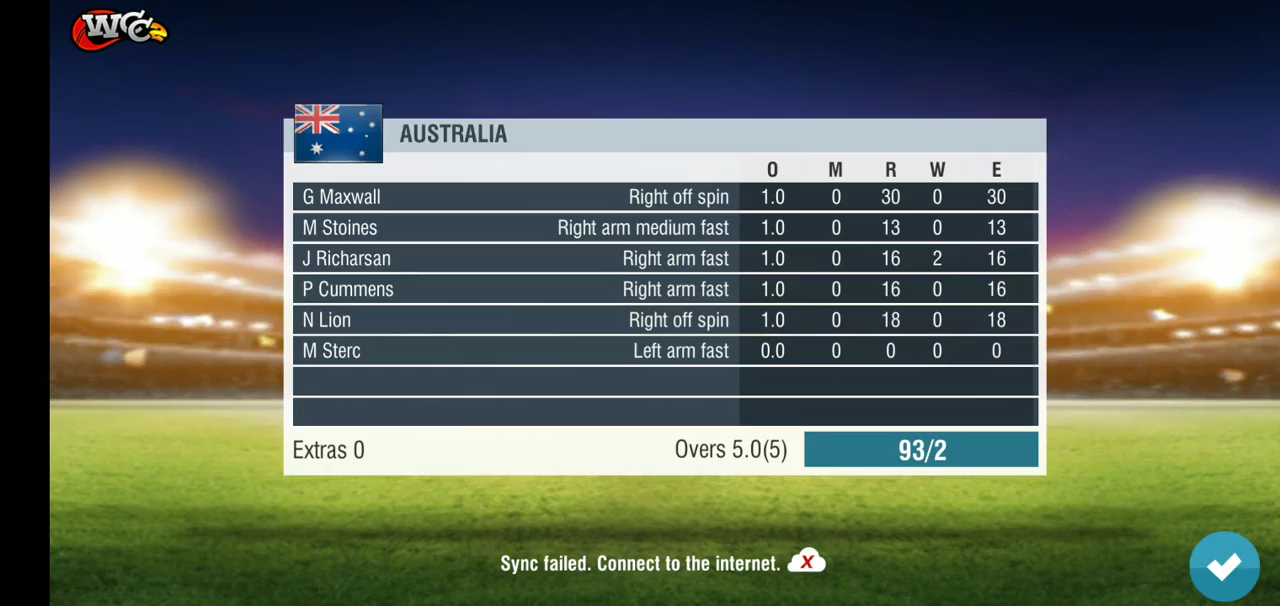 WCC
AUSTRALIA
O M R W E
G Maxwall Right off spin 1.0 0 30 0 30
M Stoines Right arm medium fast 1.0 0 13 0 13
J Richarsan Right arm fast 1.0 0 16 2 16
P Cummens Right arm fast 1.0 0 16 0 16
N Lion Right off spin 1.0 0 18 0 18
M Sterc Left arm fast 0.0 0 0 0 0
Extras 0 Overs 5.0(5) 93/2
Sync failed. Connect to the internet.